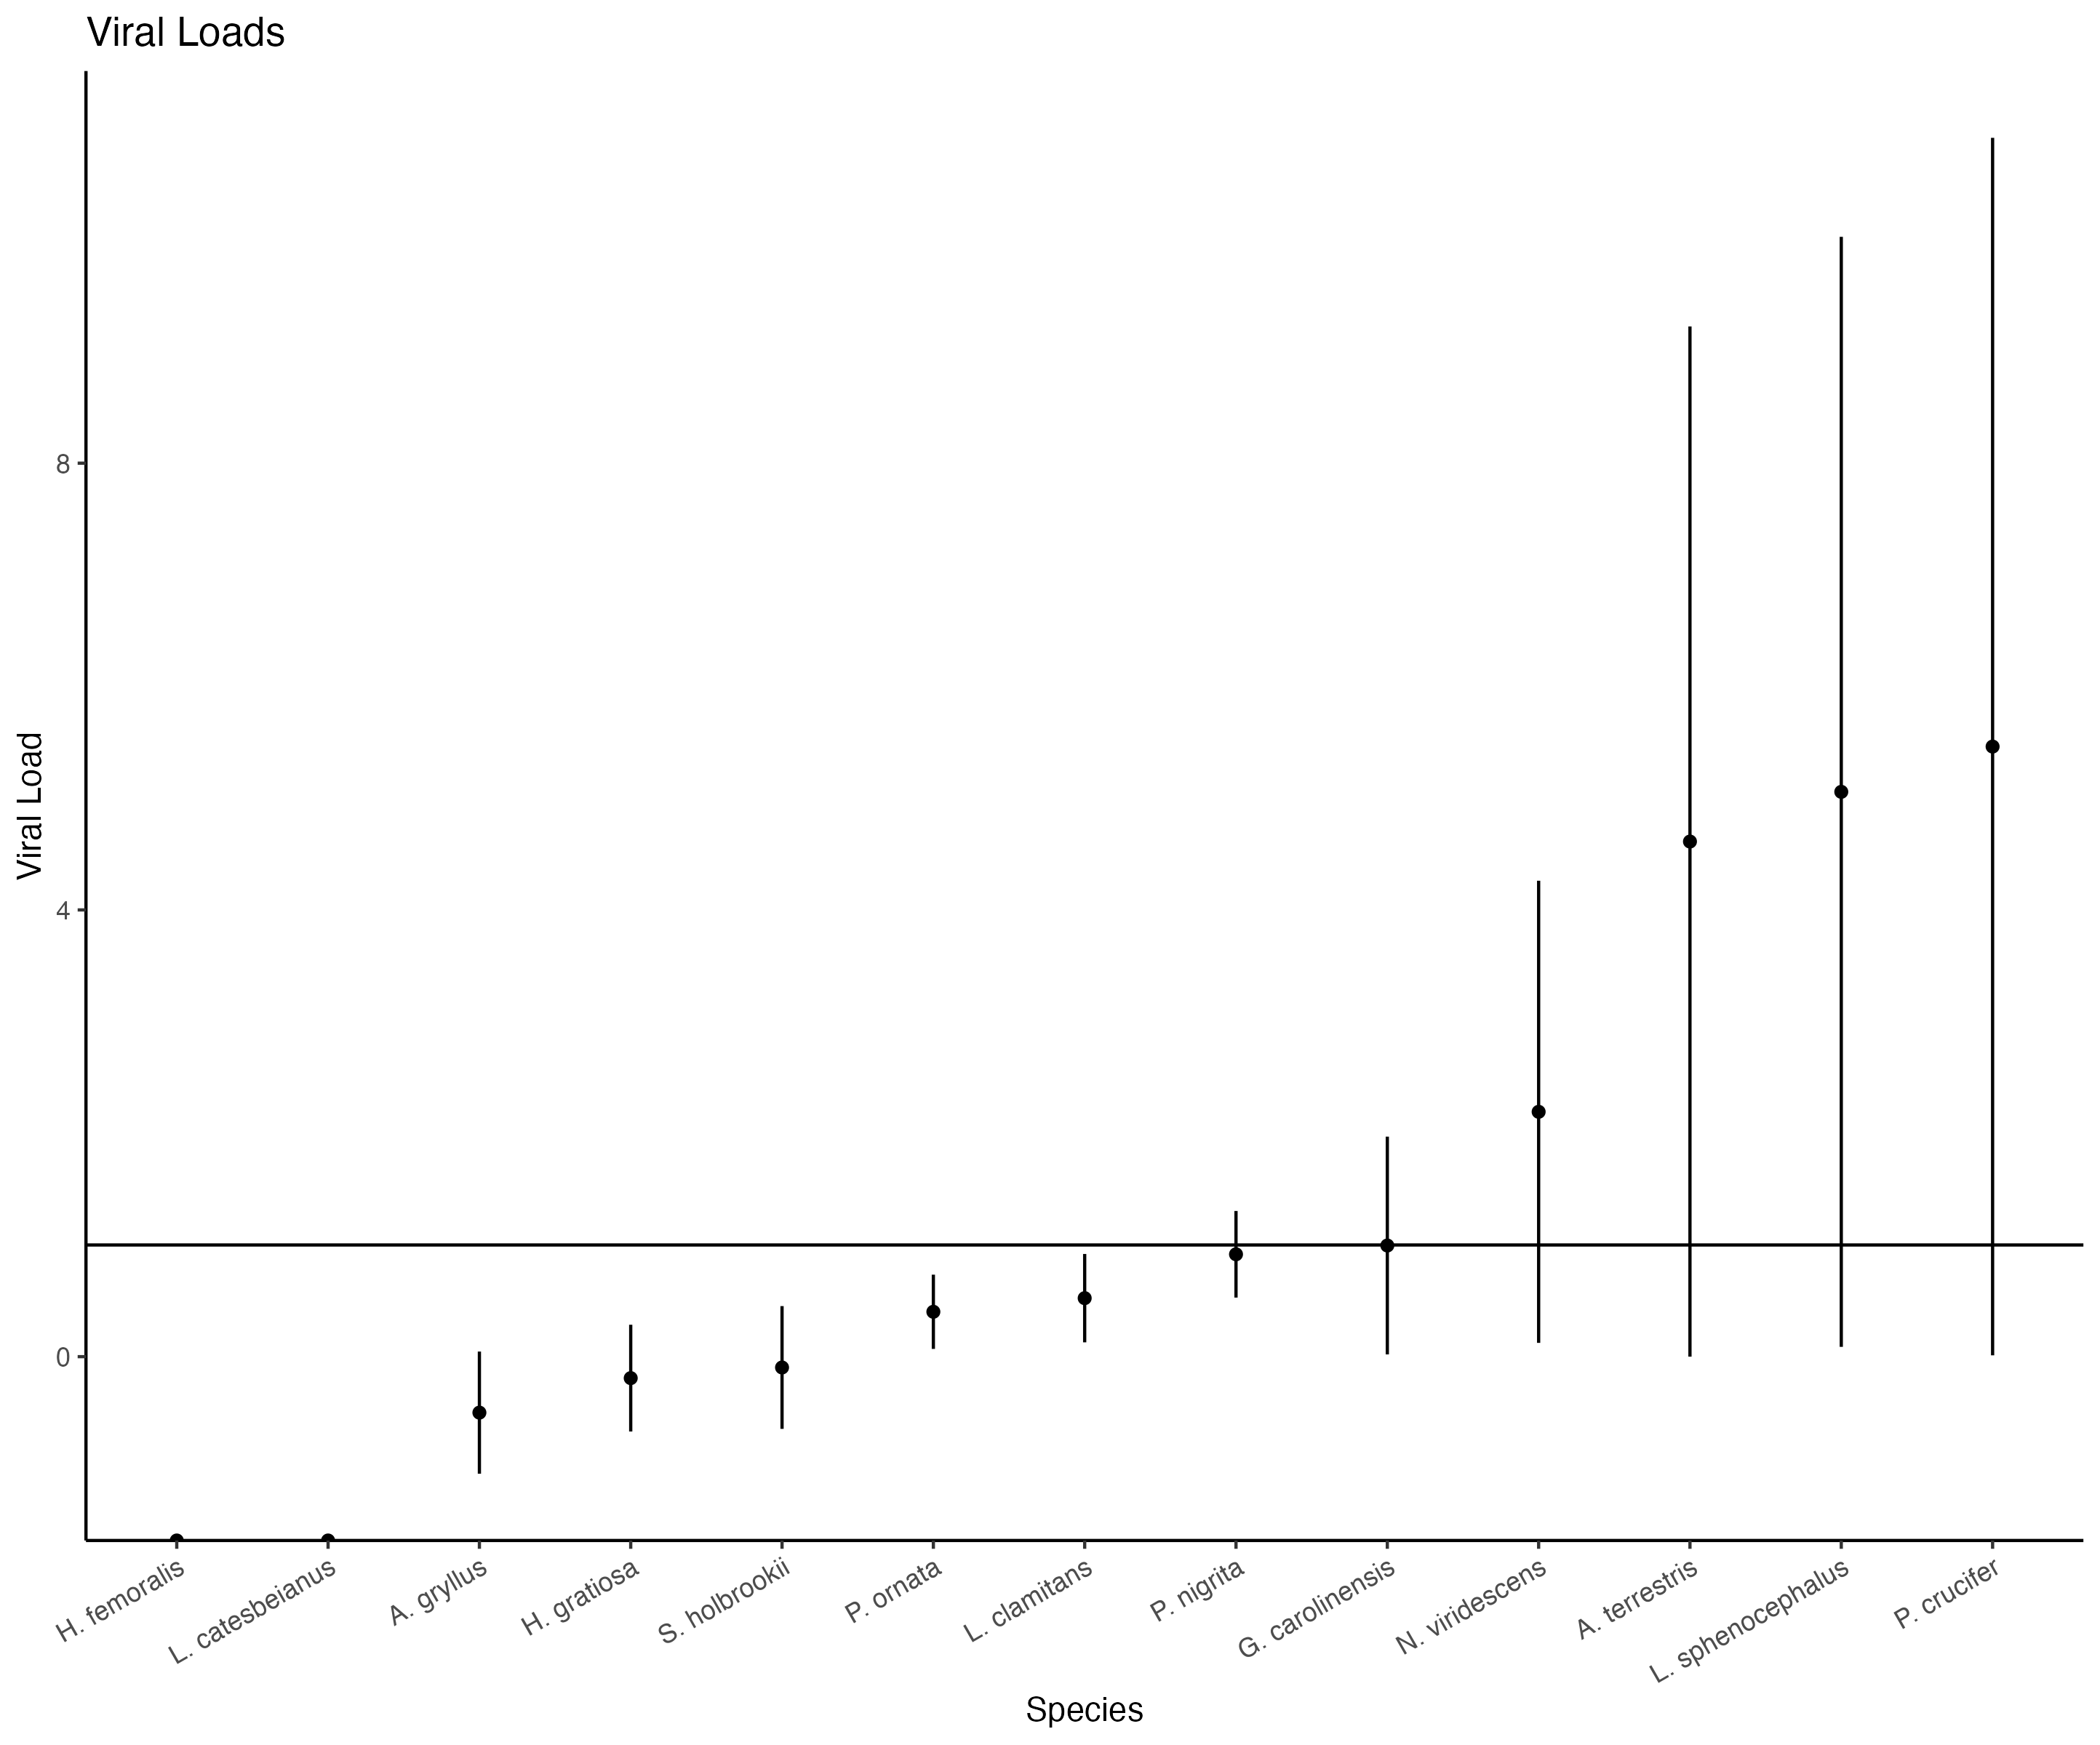 Viral Loads
Viral Load
8
4
0
H. femoralis
L. catesbeianus
A. gryllus
H. gratiosa
S. holbrookii
P. ornata
L. clamitans
P. nigrita
G. carolinensis
N. viridescens
A. terrestris
L. sphenocephalus
P. crucifer
Species